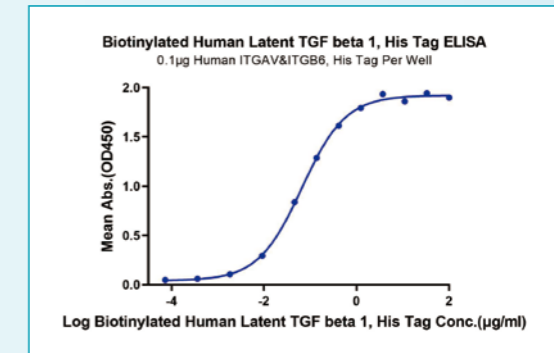 Biotinylated Human Latent TGF beta 1, His Tag ELISA
0.1μg Human ITGAV&ITGB6, His Tag Per Well
Mean Abs.(OD450)
2.0
1.5
1.0
0.5
0.0
-4 -2 0 2
Log Biotinylated Human Latent TGF beta 1, His Tag Conc.(μg/ml)